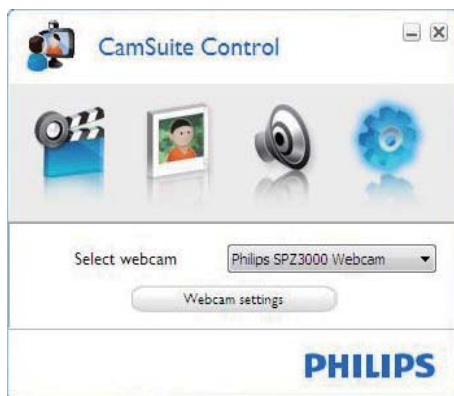 CamSuite Control
Select webcam
Philips SPZ3000 Webcam
Webcam settings
PHILIPS